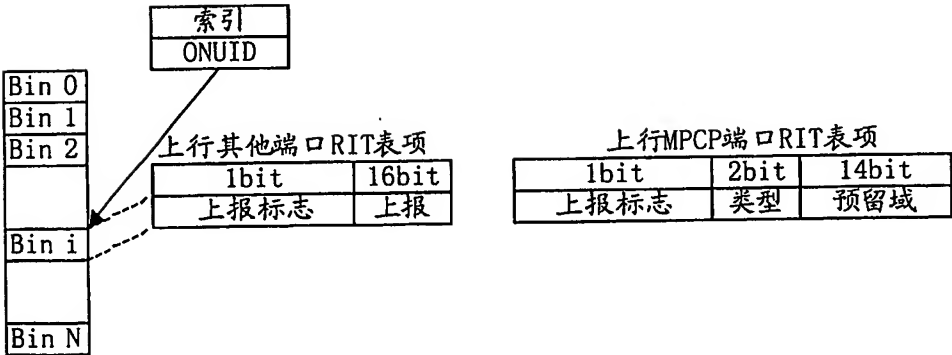 索引
ONUID
Bin 0
Bin 1
Bin 2
Bin i
Bin N
上行其他端口RIT表项
1bit 16bit
上报标志 上报
上行MPCP端口RIT表项
1bit 2bit 14bit
上报标志 类型 预留域